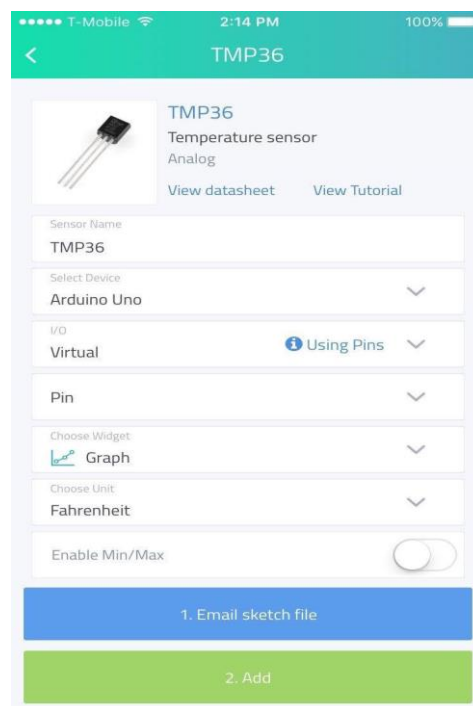 T-Mobile 2:14 PM 100%
TMP36
TMP36
Temperature sensor
Analog
View datasheet View Tutorial
Sensor Name
TMP36
Select Device
Arduino Uno
I/O
Virtual Using Pins
Pin
Choose Widget
Graph
Choose Unit
Fahrenheit
Enable Min/Max
1. Email sketch file
2. Add